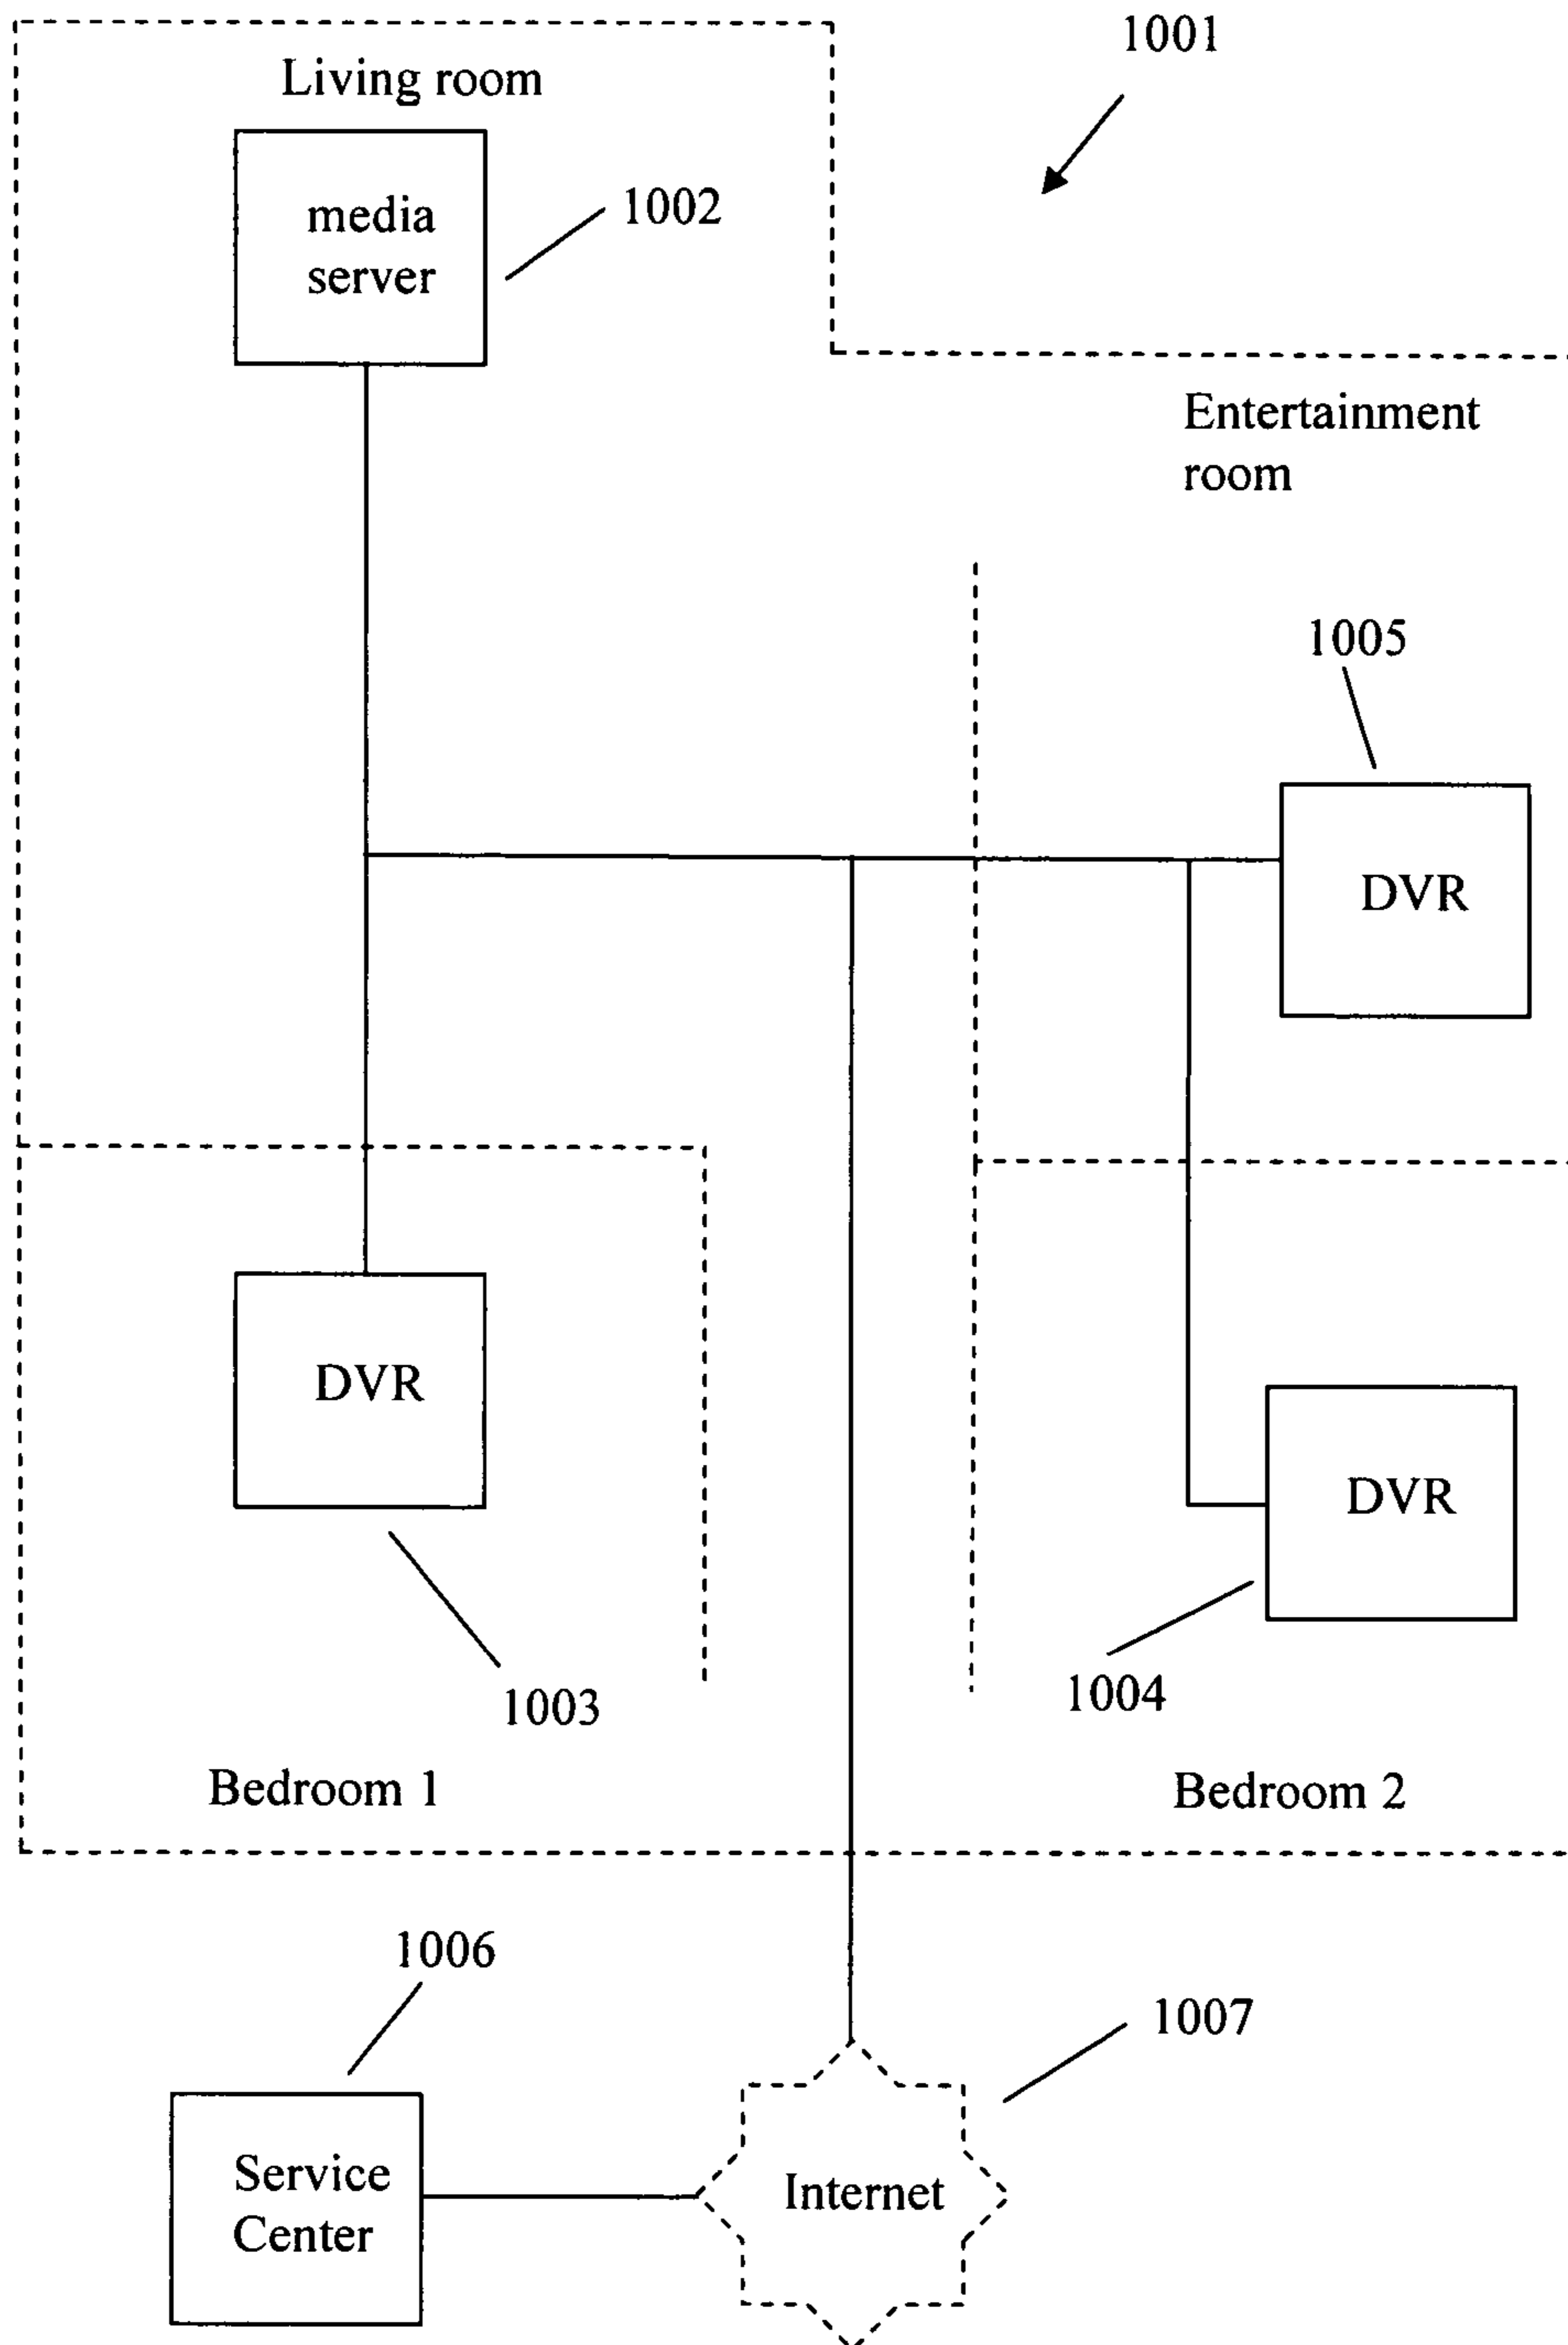 1001
Living room
media
server
1002
Entertainment
room
1005
DVR
DVR
DVR
1003
1004
Bedroom 1
Bedroom 2
1006
1007
Service
Center
Internet